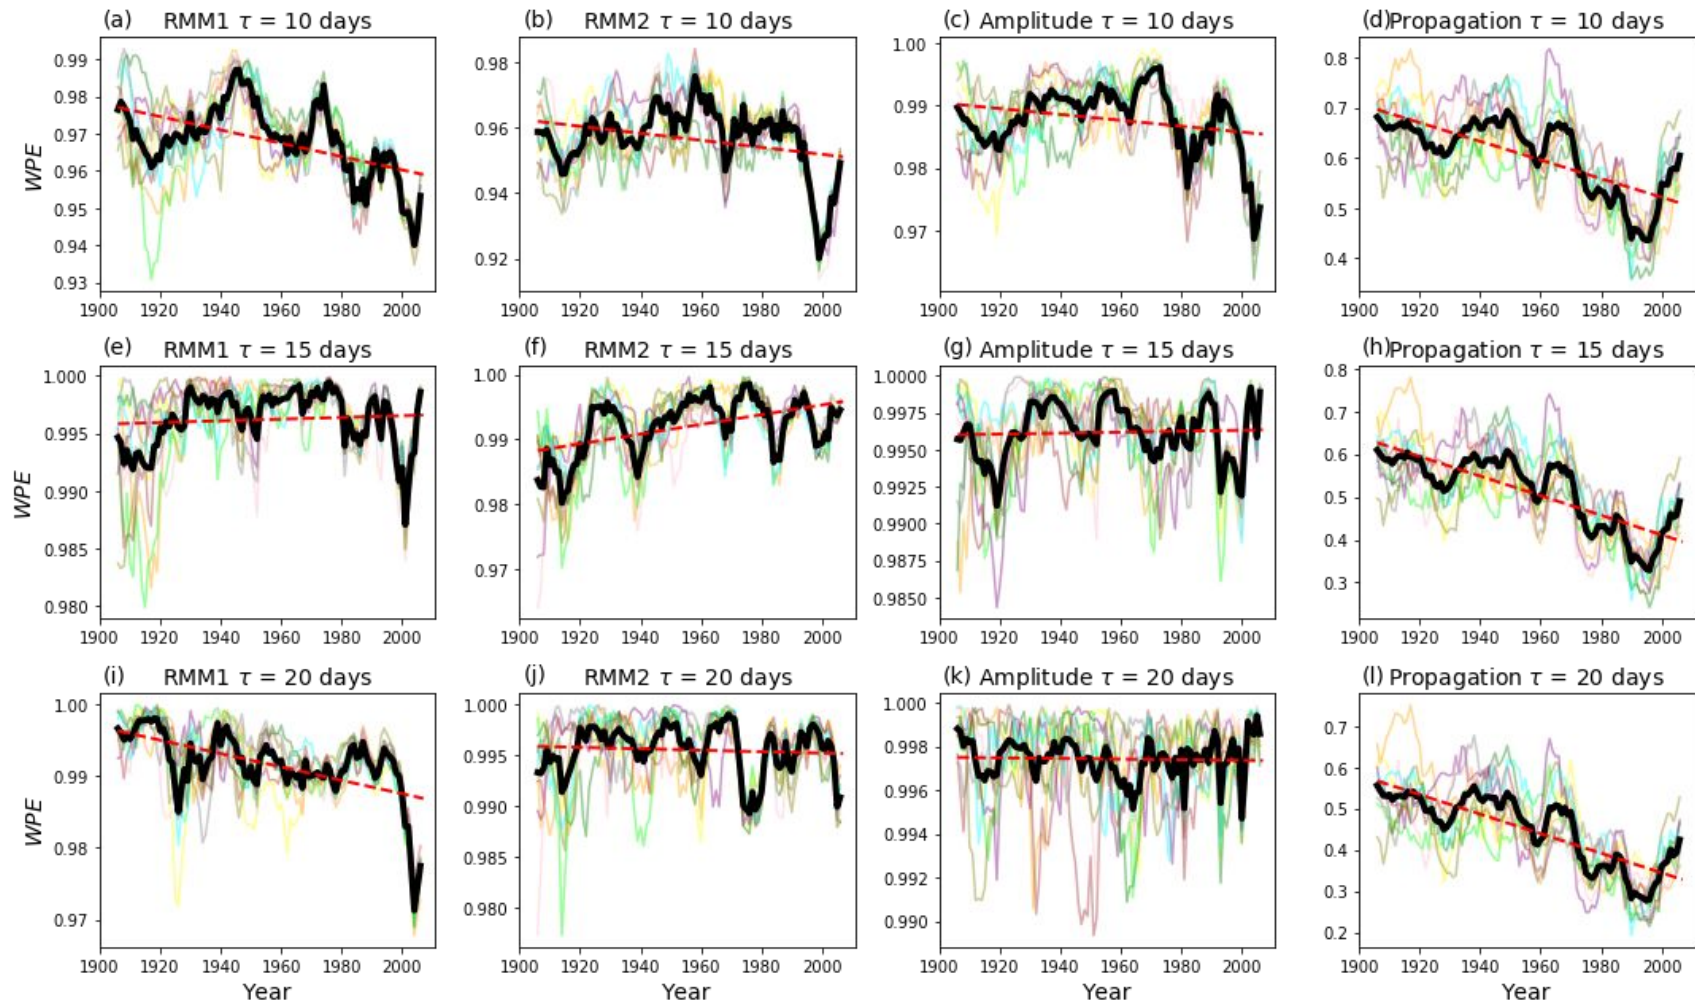 (a) RMM1 τ = 10 days
(b) RMM2 τ = 10 days
(c) Amplitude τ = 10 days
(d)Propagation τ = 10 days
WPE
0.99
0.98
0.97
0.96
0.95
0.94
0.93
0.98
0.96
0.94
0.92
1.00
0.99
0.98
0.97
0.8
0.7
0.6
0.5
0.4
1900 1920 1940 1960 1980 2000
1900 1920 1940 1960 1980 2000
1900 1920 1940 1960 1980 2000
1900 1920 1940 1960 1980 2000
(e) RMM1 τ = 15 days
(f) RMM2 τ = 15 days
(g) Amplitude τ = 15 days
(h)Propagation τ = 15 days
WPE
1.000
0.995
0.990
0.985
0.980
1.00
0.99
0.98
0.97
1.0000
0.9975
0.9950
0.9925
0.9900
0.9875
0.9850
0.8
0.7
0.6
0.5
0.4
0.3
1900 1920 1940 1960 1980 2000
1900 1920 1940 1960 1980 2000
1900 1920 1940 1960 1980 2000
1900 1920 1940 1960 1980 2000
(i) RMM1 τ = 20 days
(j) RMM2 τ = 20 days
(k) Amplitude τ = 20 days
(l) Propagation τ = 20 days
WPE
1.00
0.99
0.98
0.97
1.000
0.995
0.990
0.985
0.980
1.000
0.998
0.996
0.994
0.992
0.990
0.7
0.6
0.5
0.4
0.3
0.2
1900 1920 1940 1960 1980 2000
1900 1920 1940 1960 1980 2000
1900 1920 1940 1960 1980 2000
1900 1920 1940 1960 1980 2000
Year
Year
Year
Year